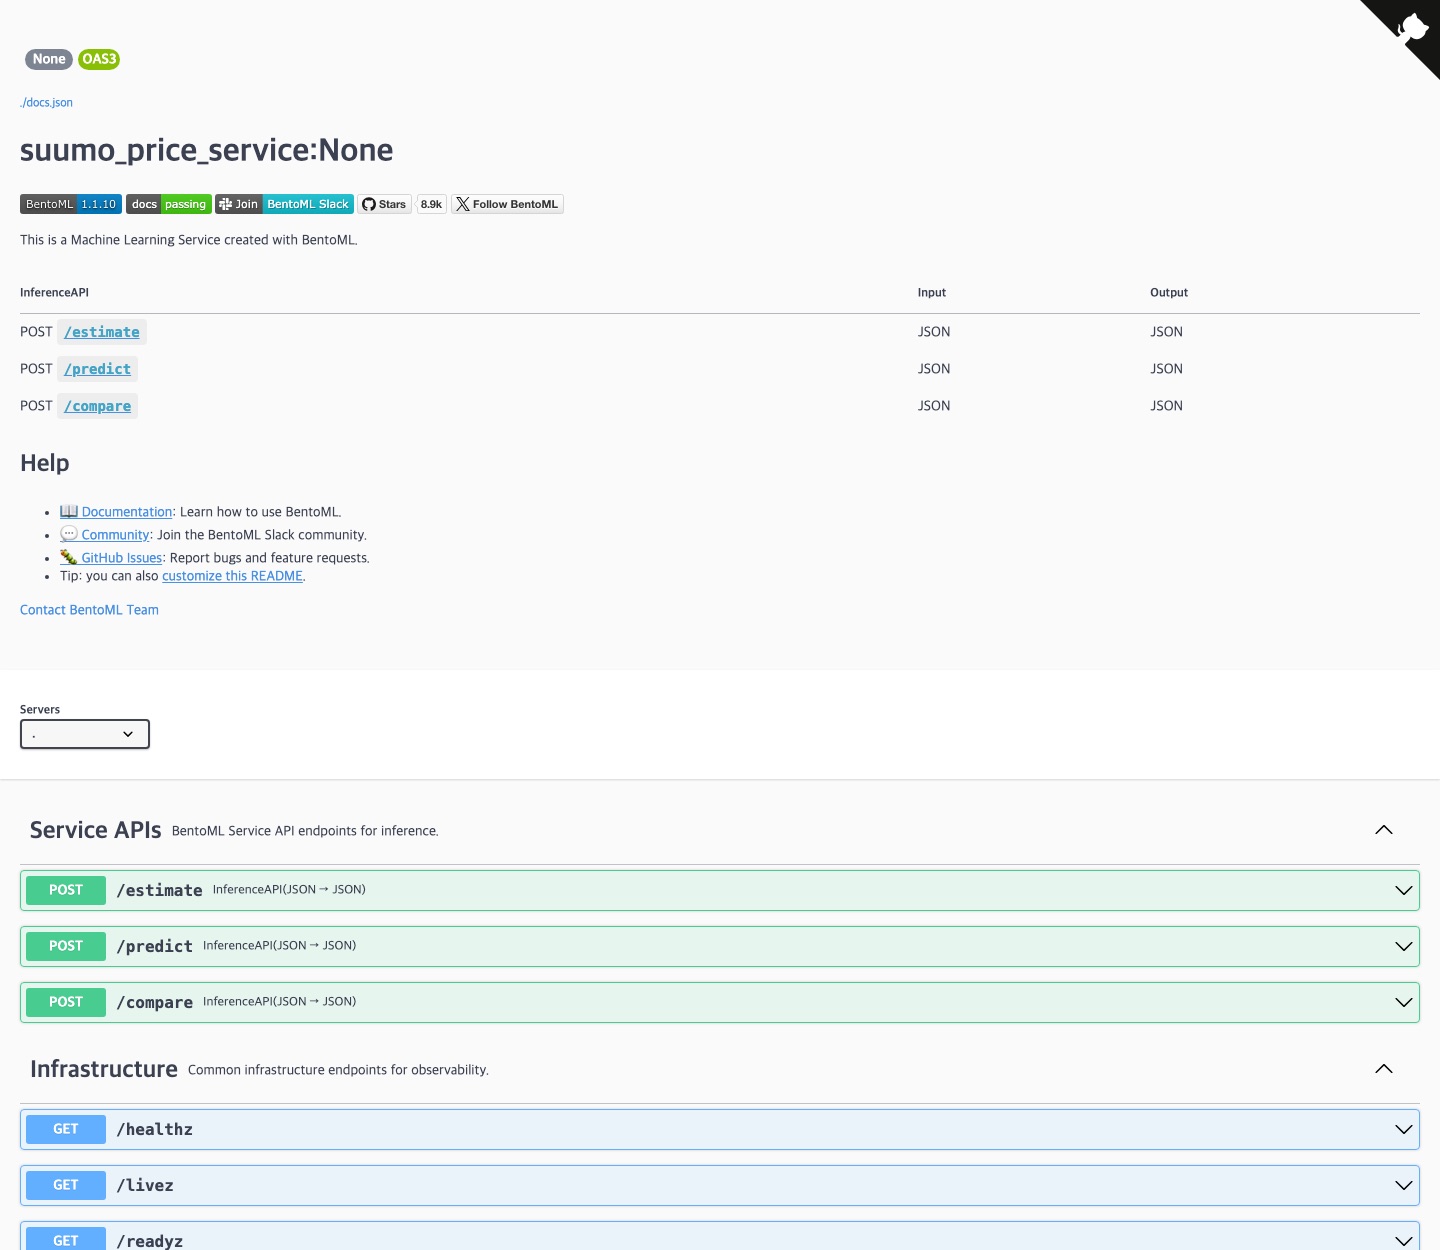 None OAS3
./docs.json
suumo_price_service:None
BentoML 1.1.10 docs passing Join BentoML Slack Stars 8.9k Follow BentoML
This is a Machine Learning Service created with BentoML.
InferenceAPI Input Output
POST /estimate JSON JSON
POST /predict JSON JSON
POST /compare JSON JSON
Help
• Documentation: Learn how to use BentoML.
• Community: Join the BentoML Slack community.
• GitHub Issues: Report bugs and feature requests.
• Tip: you can also customize this README.
Contact BentoML Team
Servers
.
Service APIs BentoML Service API endpoints for inference.
POST /estimate InferenceAPI(JSON → JSON)
POST /predict InferenceAPI(JSON → JSON)
POST /compare InferenceAPI(JSON → JSON)
Infrastructure Common infrastructure endpoints for observability.
GET /healthz
GET /livez
GET /readyz